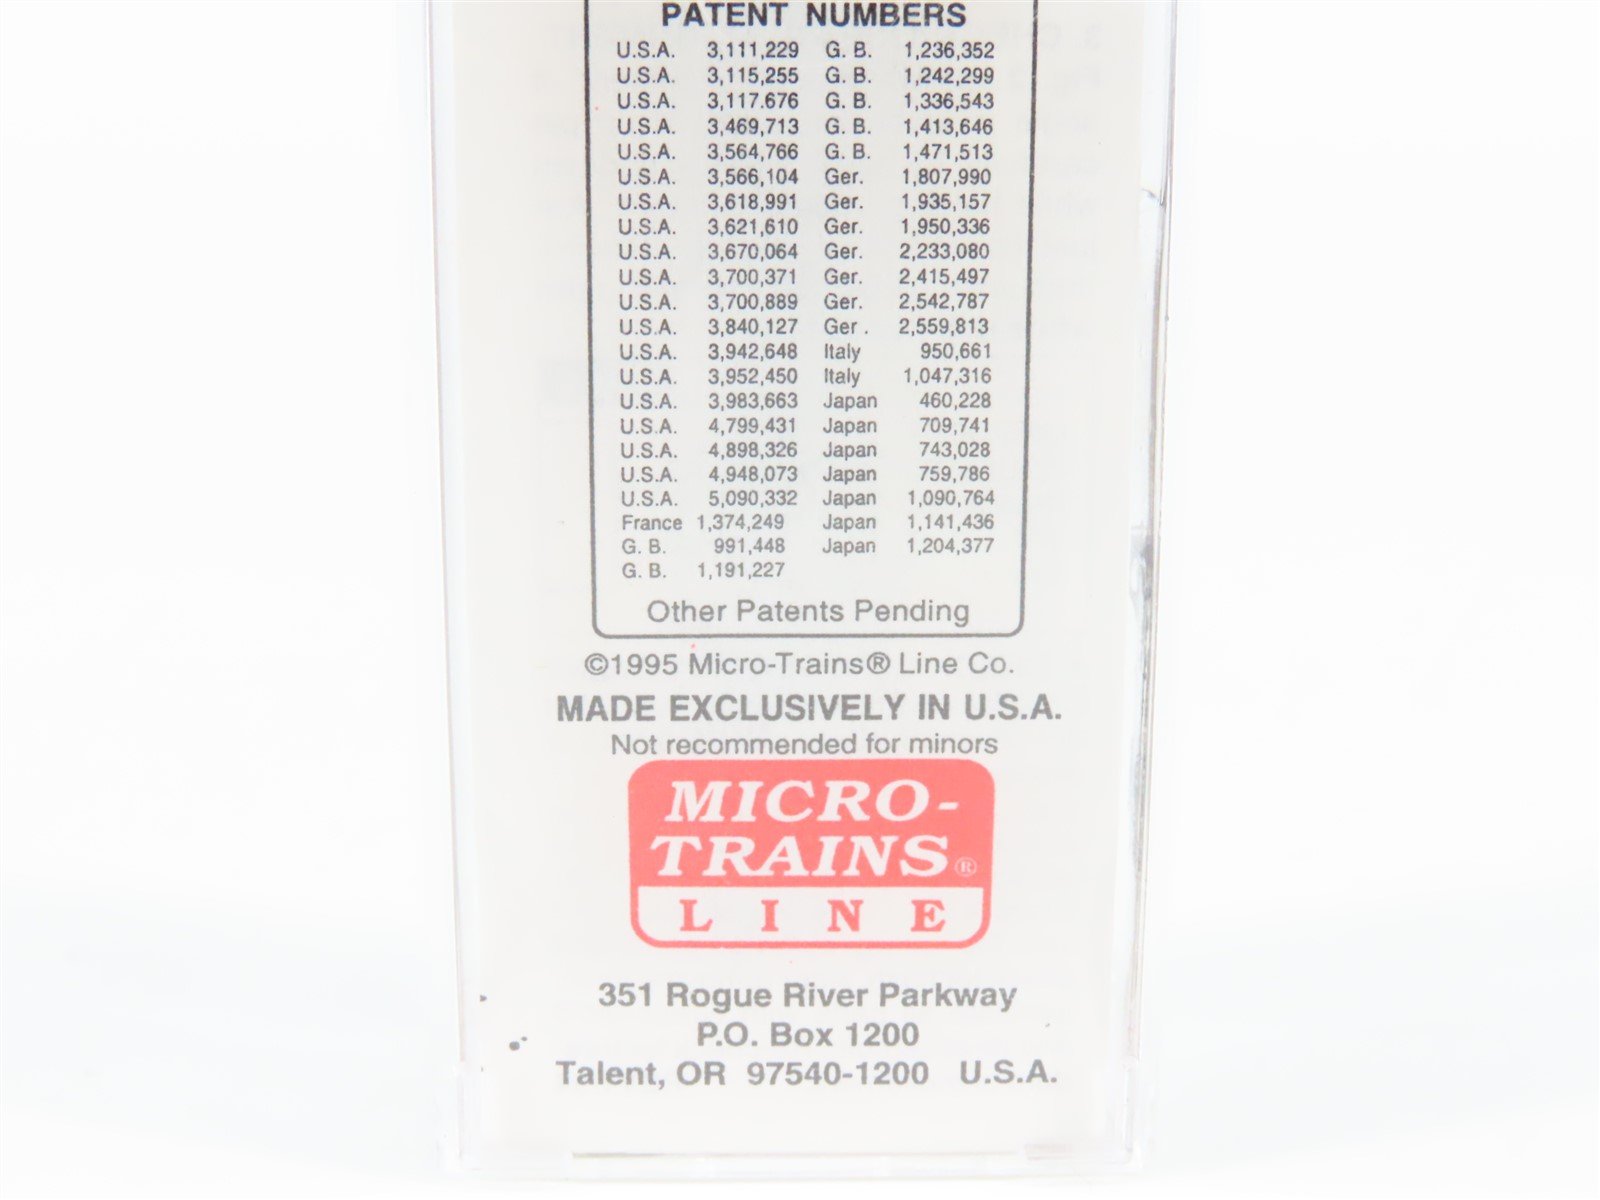 PATENT NUMBERS
U.S.A. 3,111,229 G. B. 1,236,352
U.S.A. 3,115,255 G. B. 1,242,299
U.S.A. 3,117.676 G. B. 1,336,543
U.S.A. 3,469,713 G. B. 1,413,646
U.S.A. 3,564,766 G. B. 1,471,513
U.S.A. 3,566,104 Ger. 1,807,990
U.S.A. 3,618,991 Ger. 1,935,157
U.S.A. 3,621,610 Ger. 1,950,336
U.S.A. 3,670,064 Ger. 2,233,080
U.S.A. 3,700,371 Ger. 2,415,497
U.S.A. 3,700,889 Ger. 2,542,787
U.S.A. 3,840,127 Ger . 2,559,813
U.S.A. 3,942,648 Italy 950,661
U.S.A. 3,952,450 Italy 1,047,316
U.S.A. 3,983,663 Japan 460,228
U.S.A. 4,799,431 Japan 709,741
U.S.A. 4,898,326 Japan 743,028
U.S.A. 4,948,073 Japan 759,786
U.S.A. 5,090,332 Japan 1,090,764
France 1,374,249 Japan 1,141,436
G. B. 991,448 Japan 1,204,377
G. B. 1,191,227
Other Patents Pending
©1995 Micro-Trains® Line Co.
MADE EXCLUSIVELY IN U.S.A.
Not recommended for minors
MICRO-
TRAINS®
LINE
351 Rogue River Parkway
P.O. Box 1200
Talent, OR 97540-1200 U.S.A.